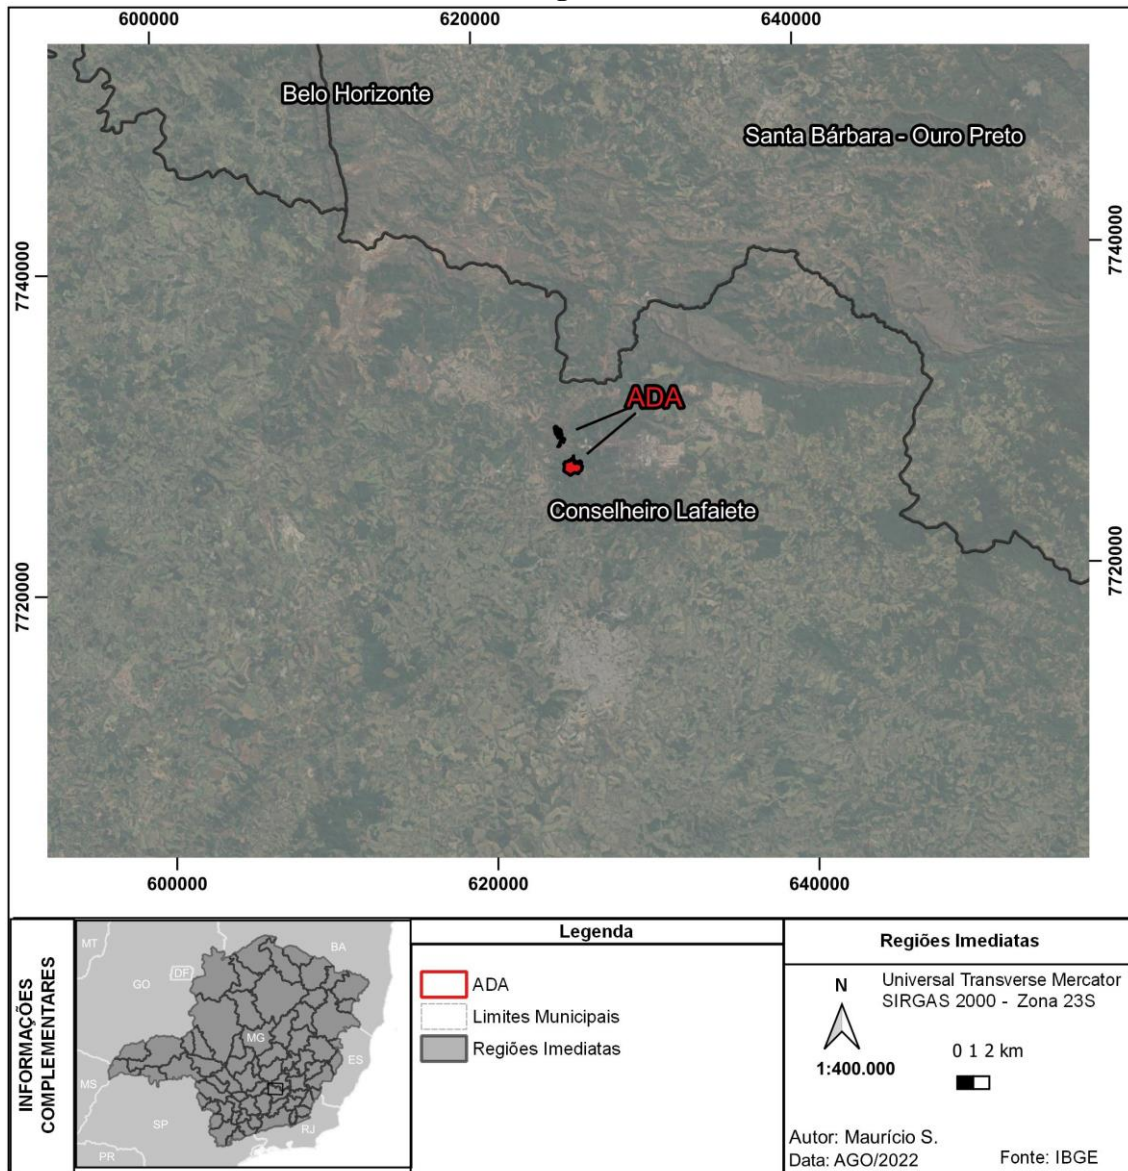 600000 620000 640000
Belo Horizonte
Santa Bárbara - Ouro Preto
7740000
7740000
ADA
Conselheiro Lafaiete
7720000
7720000
600000 620000 640000
INFORMAÇÕES
COMPLEMENTARES
MT
BA
GO
DF
MG
ES
MS
SP
RJ
PR
Legenda
ADA
Limites Municipais
Regiões Imediatas
Regiões Imediatas
N
Universal Transverse Mercator
SIRGAS 2000 - Zona 23S
1:400.000
0 1 2 km
Autor: Maurício S.
Data: AGO/2022
Fonte: IBGE